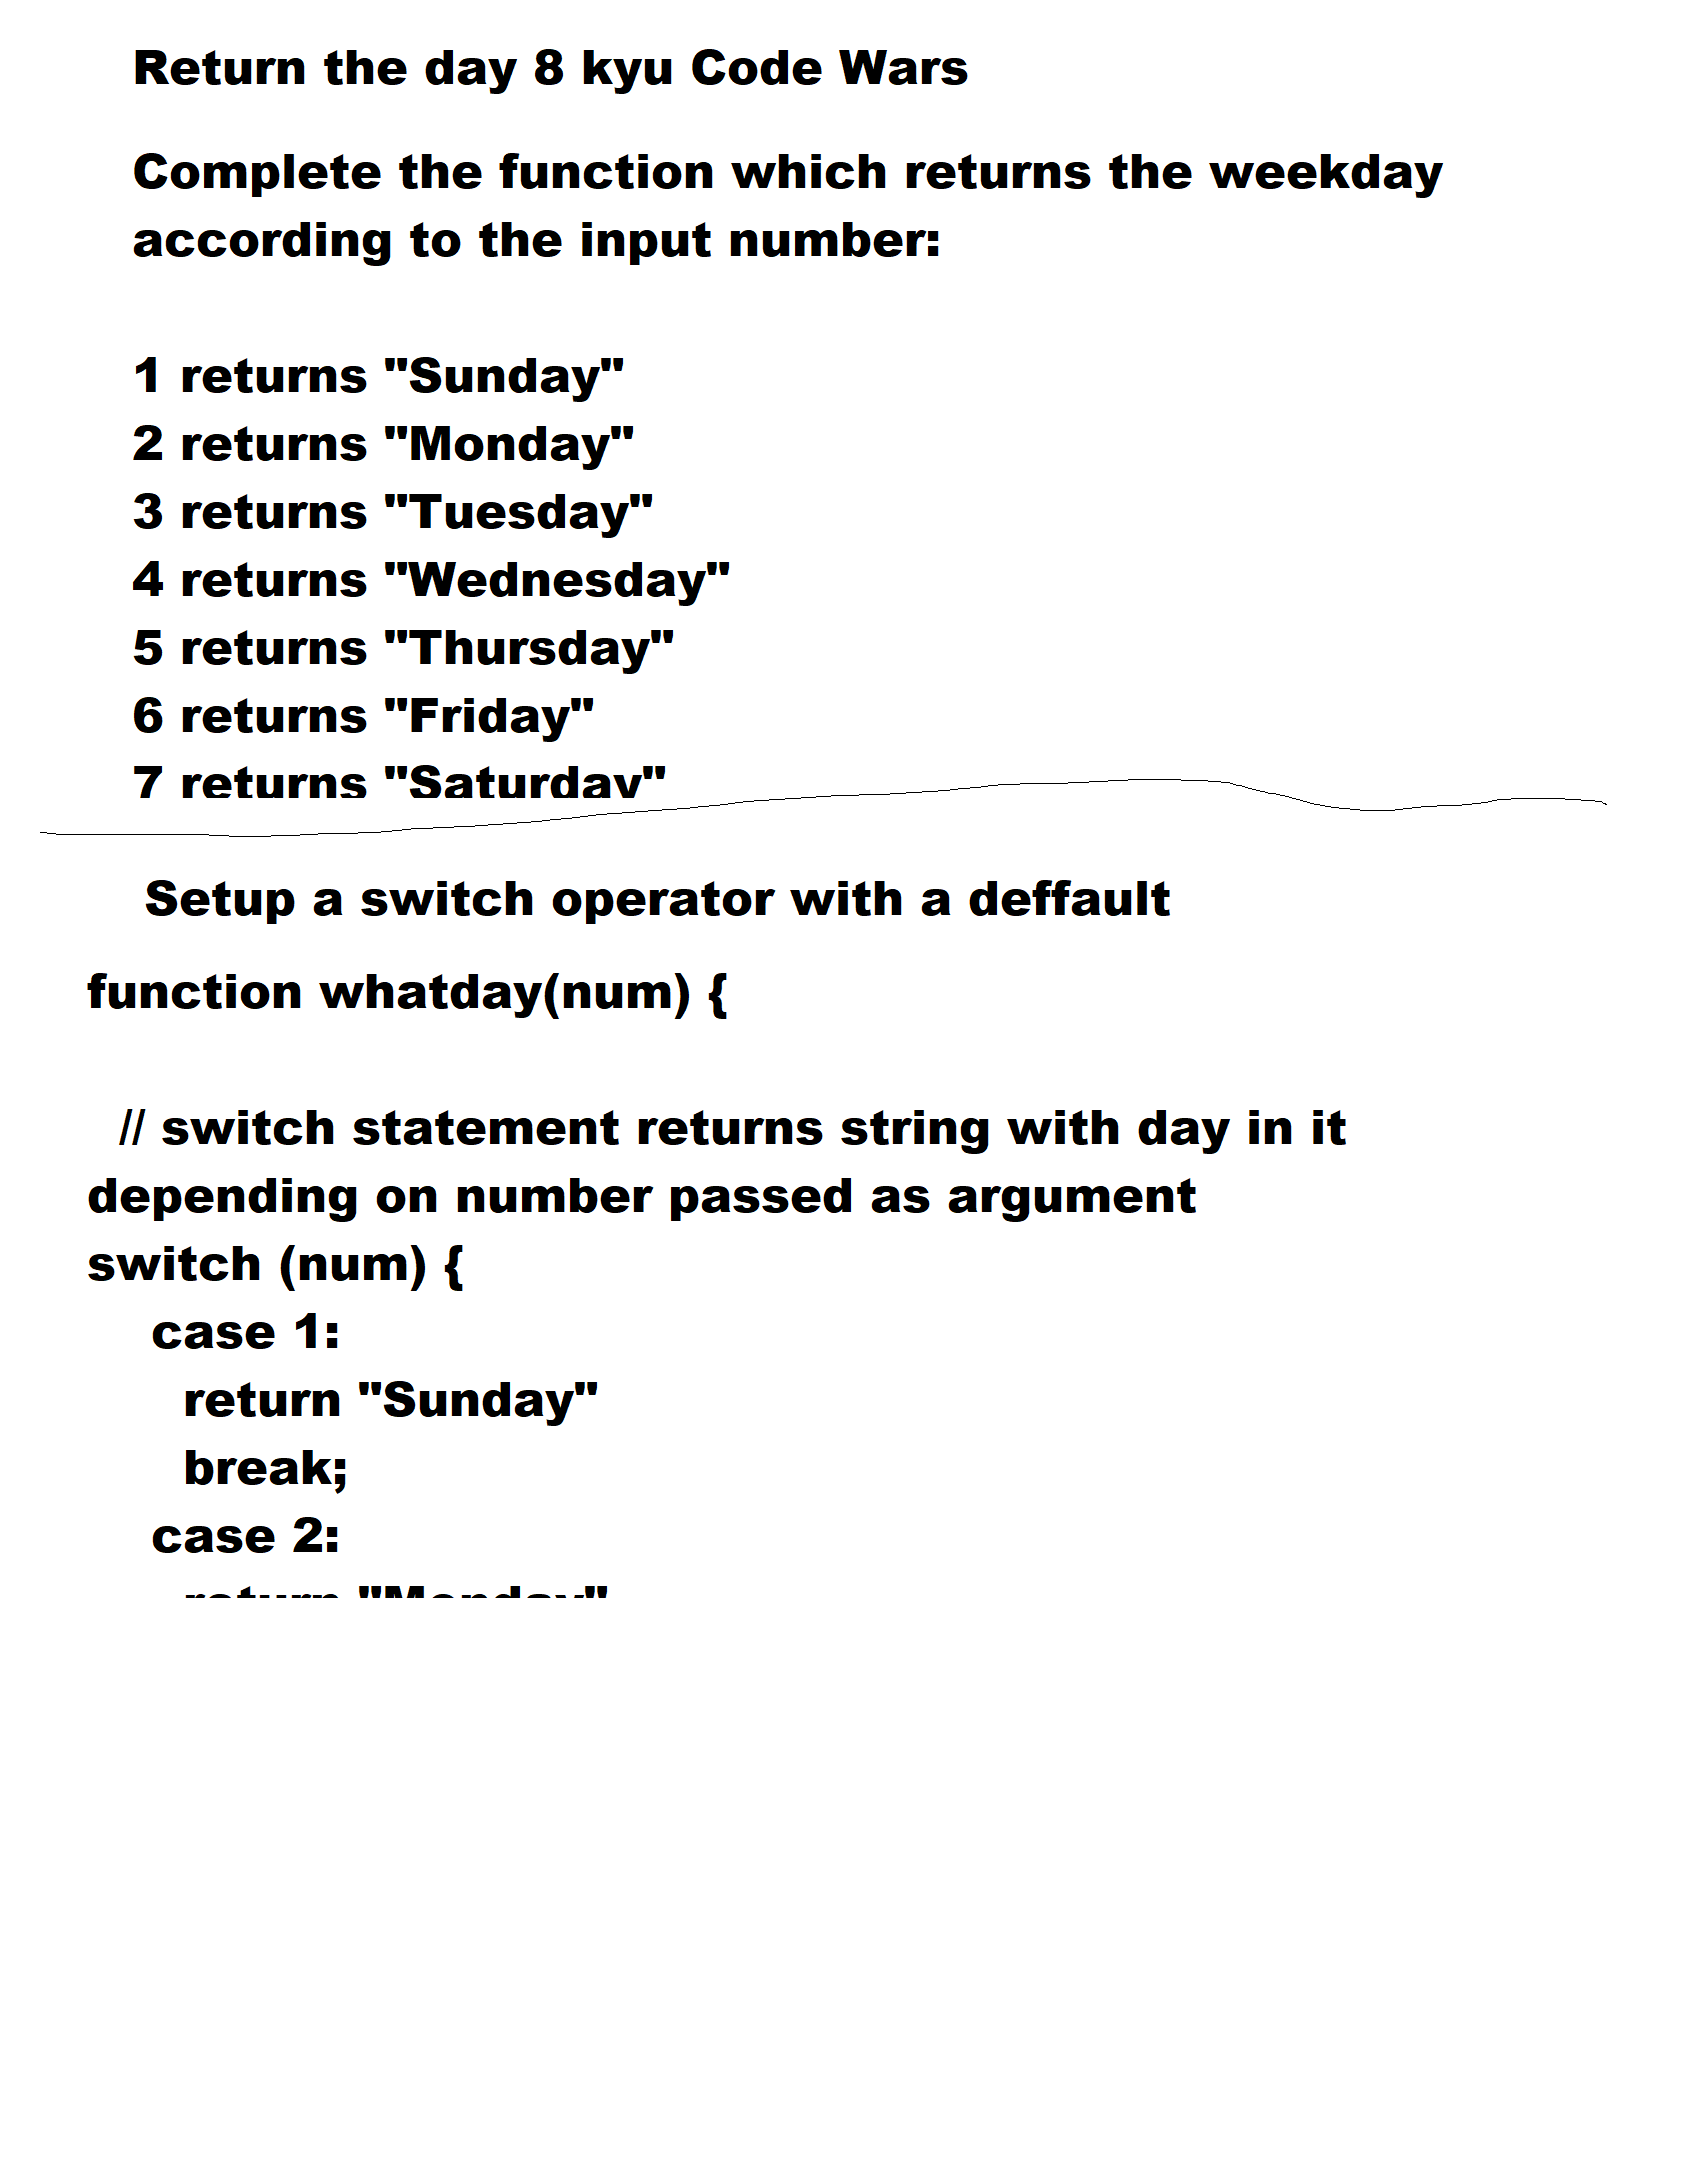 Return the day 8 kyu Code Wars
Complete the function which returns the weekday
according to the input number:
1 returns "Sunday"
2 returns "Monday"
3 returns "Tuesday"
4 returns "Wednesday"
5 returns "Thursday"
6 returns "Friday"
7 returns "Saturday"
Setup a switch operator with a deffault
function whatday(num) {
// switch statement returns string with day in it
depending on number passed as argument
switch (num) {
case 1:
return "Sunday"
break;
case 2:
return "Monday"